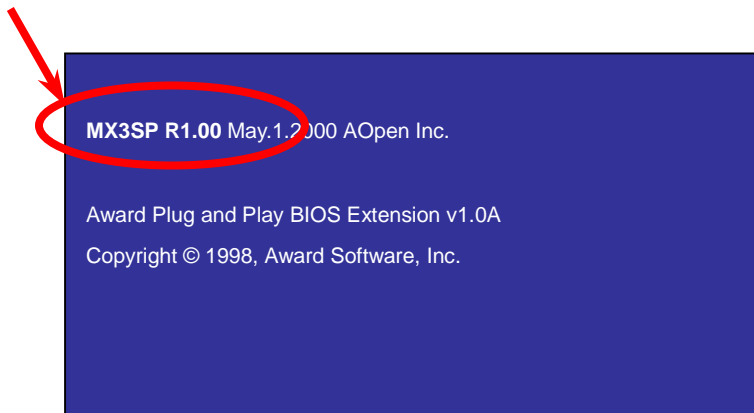 MX3SP R1.00 May.1.2000 AOpen Inc.
Award Plug and Play BIOS Extension v1.0A
Copyright © 1998, Award Software, Inc.